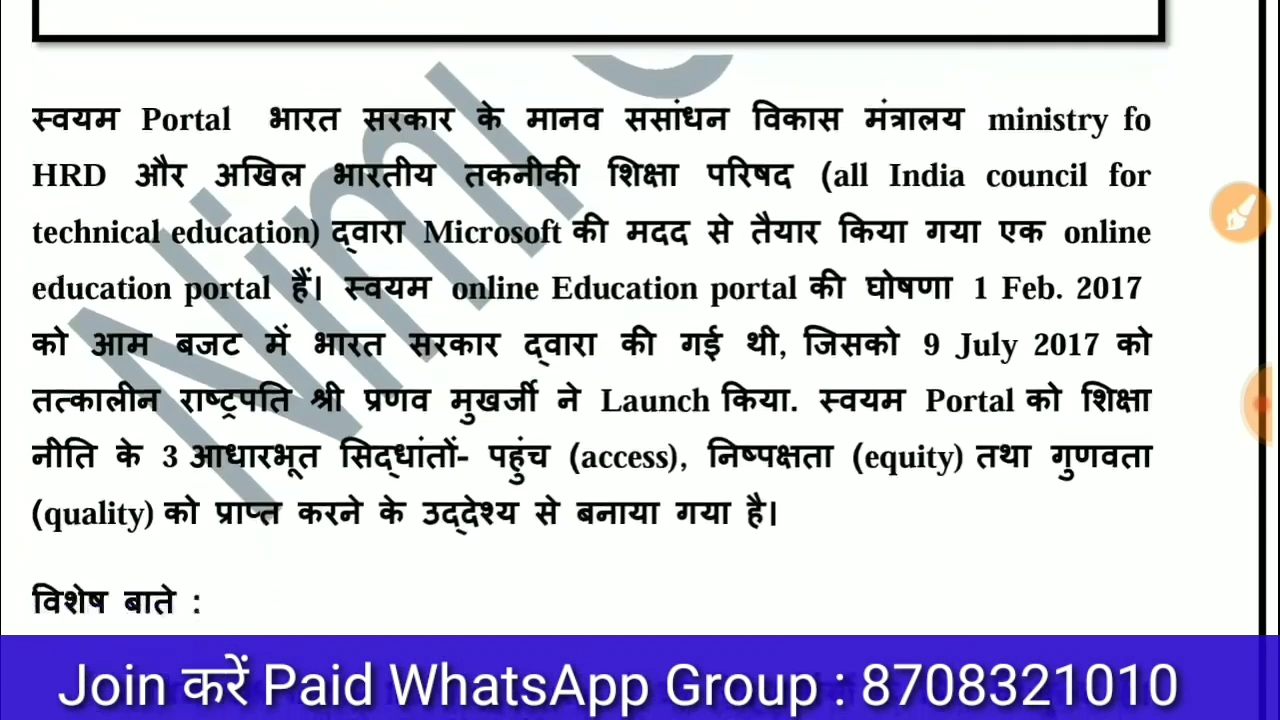 स्वयम Portal भारत सरकार के मानव ससांधन विकास मंत्रालय ministry fo
HRD और अखिल भारतीय तकनीकी शिक्षा परिषद (all India council for
technical education) द्वारा Microsoft की मदद से तैयार किया गया एक online
education portal हैं। स्वयम online Education portal की घोषणा 1 Feb. 2017
को आम बजट में भारत सरकार द्वारा की गई थी, जिसको 9 July 2017 को
तत्कालीन राष्ट्रपति श्री प्रणव मुखर्जी ने Launch किया. स्वयम Portal को शिक्षा
नीति के 3 आधारभूत सिद्धांतों- पहुंच (access), निष्पक्षता (equity) तथा गुणवता
(quality) को प्राप्त करने के उद्देश्य से बनाया गया है।
विशेष बाते :
Join करें Paid WhatsApp Group : 8708321010